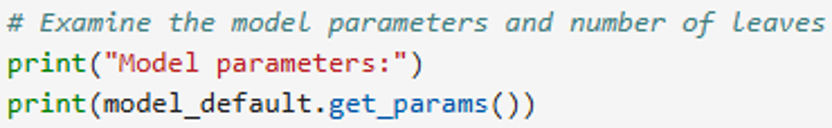 # Examine the model parameters and number of leaves
print("Model parameters:")
print(model_default.get_params())